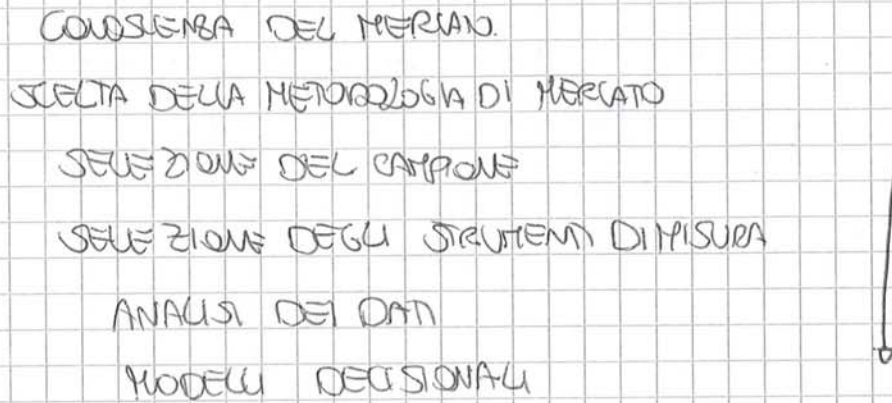 CONOSCENZA DEL MERCATO.
SCELTA DELLA METODOLOGIA DI MERCATO
SELEZIONE DEL CAMPIONE
SELEZIONE DEGLI STRUMENTI DI MISURA
ANALISI DEI DATI
MODELLI DECISIONALI